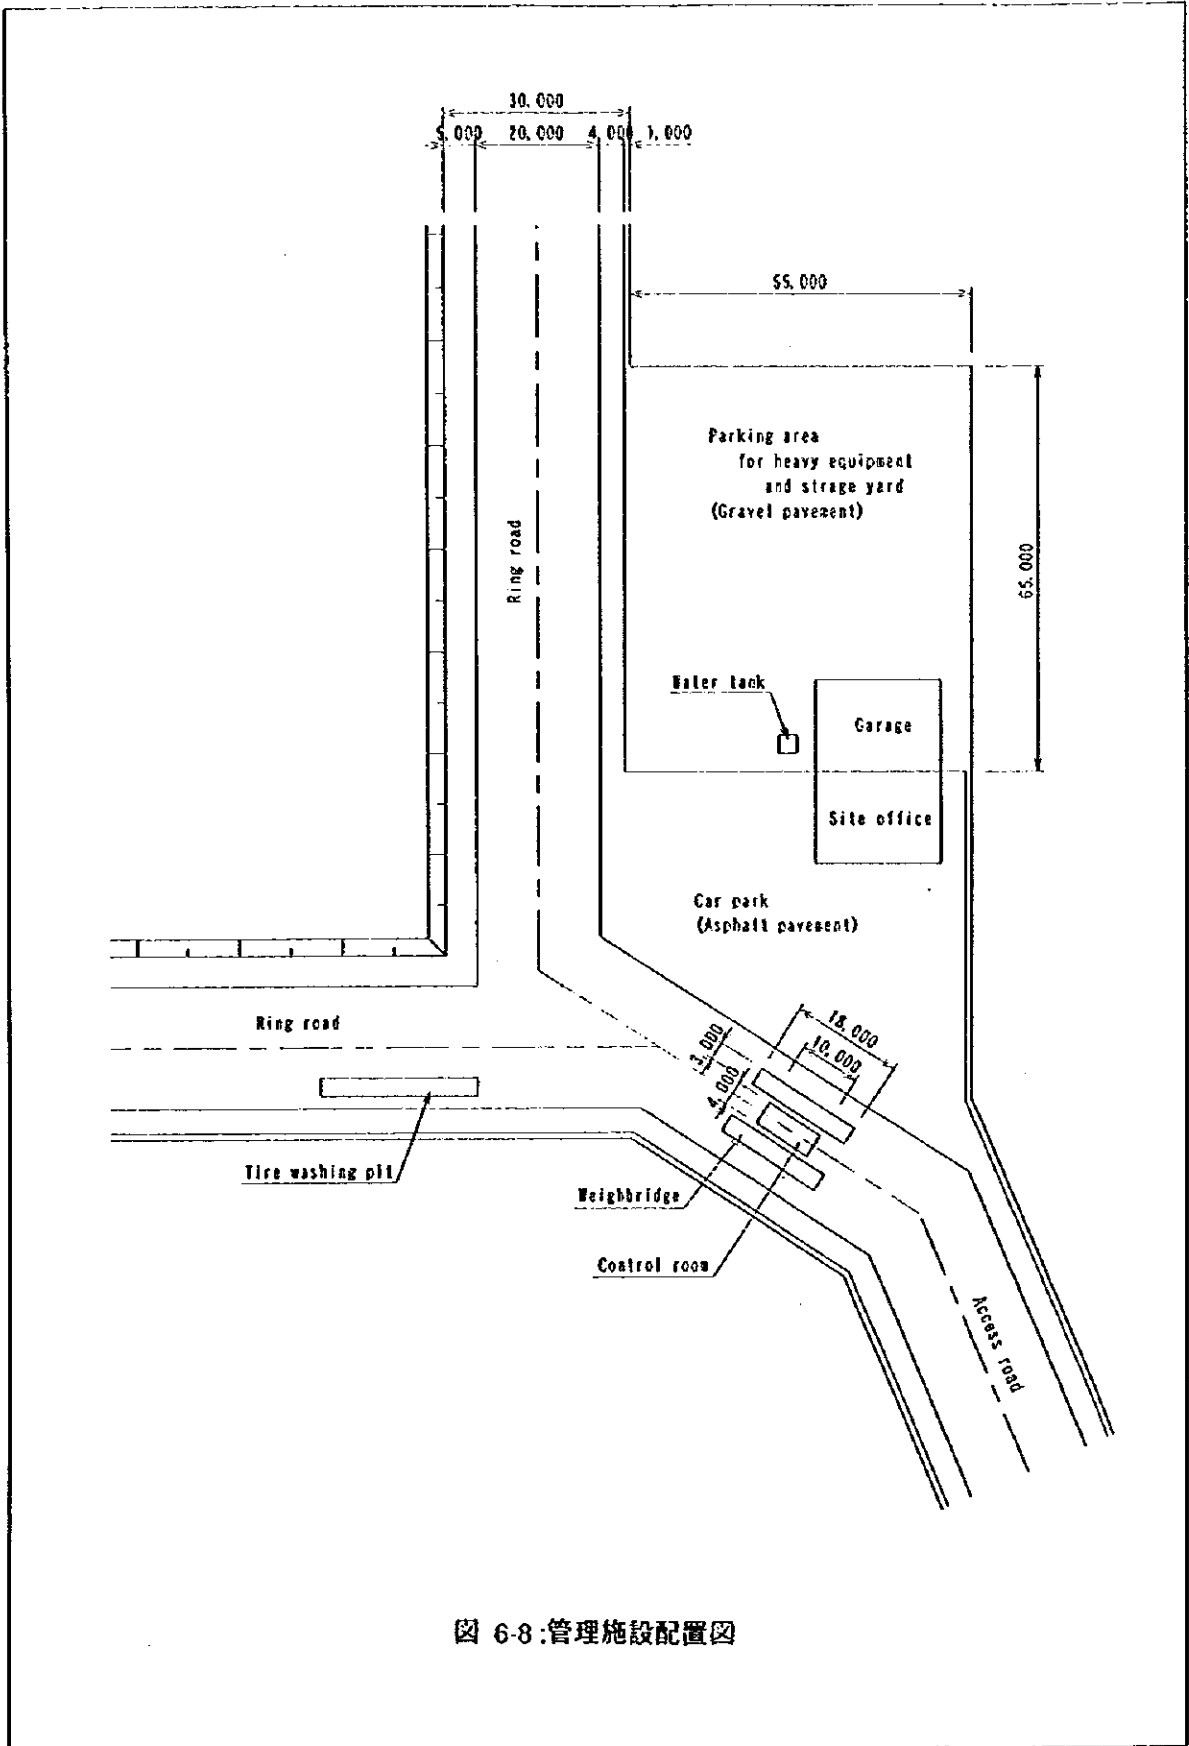 30.000
5.000 20.000 4.000 1.000
55.000
Parking area
for heavy equipment
and strage yard
(Gravel pavement)
Ring road
65.000
Water tank
Garage
Site office
Car park
(Asphalt pavement)
Ring road
18.000
10.000
3.000
4.000
Tire washing pit
Weighbridge
Control room
Access road
図 6-8:管理施設配置図